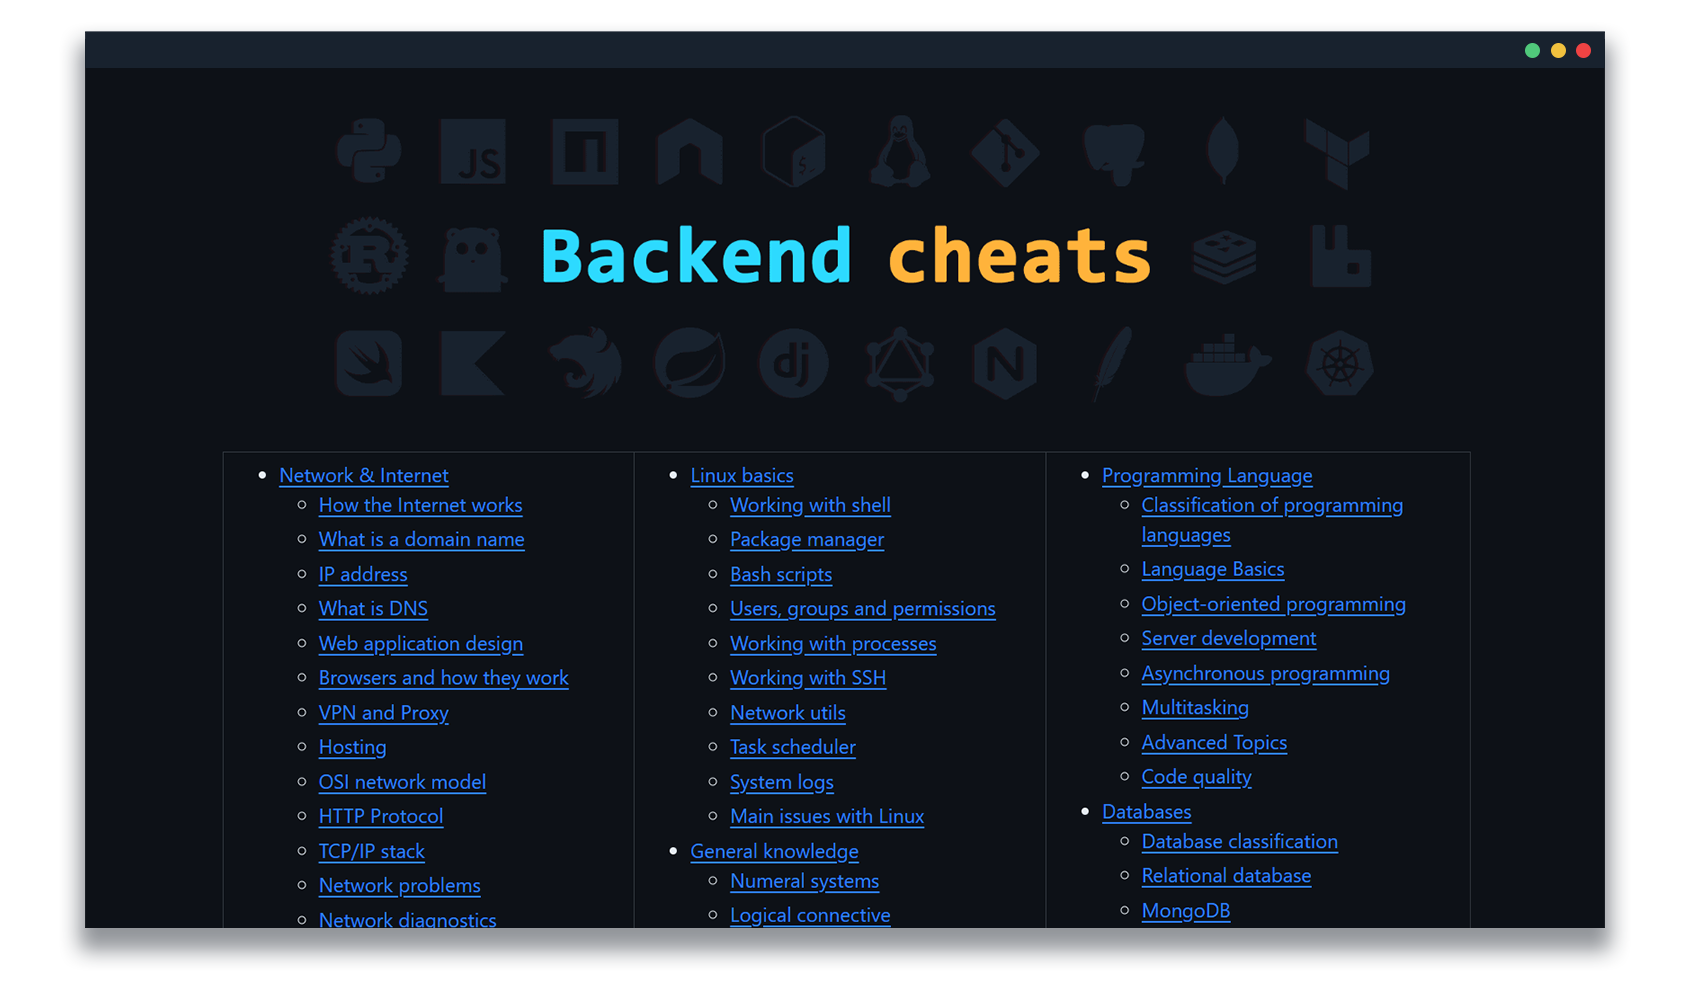 JS
$_
R
Backend cheats
dj
N
Network & Internet
How the Internet works
What is a domain name
IP address
What is DNS
Web application design
Browsers and how they work
VPN and Proxy
Hosting
OSI network model
HTTP Protocol
TCP/IP stack
Network problems
Network diagnostics
Linux basics
Working with shell
Package manager
Bash scripts
Users, groups and permissions
Working with processes
Working with SSH
Network utils
Task scheduler
System logs
Main issues with Linux
General knowledge
Numeral systems
Logical connective
Programming Language
Classification of programming
languages
Language Basics
Object-oriented programming
Server development
Asynchronous programming
Multitasking
Advanced Topics
Code quality
Databases
Database classification
Relational database
MongoDB